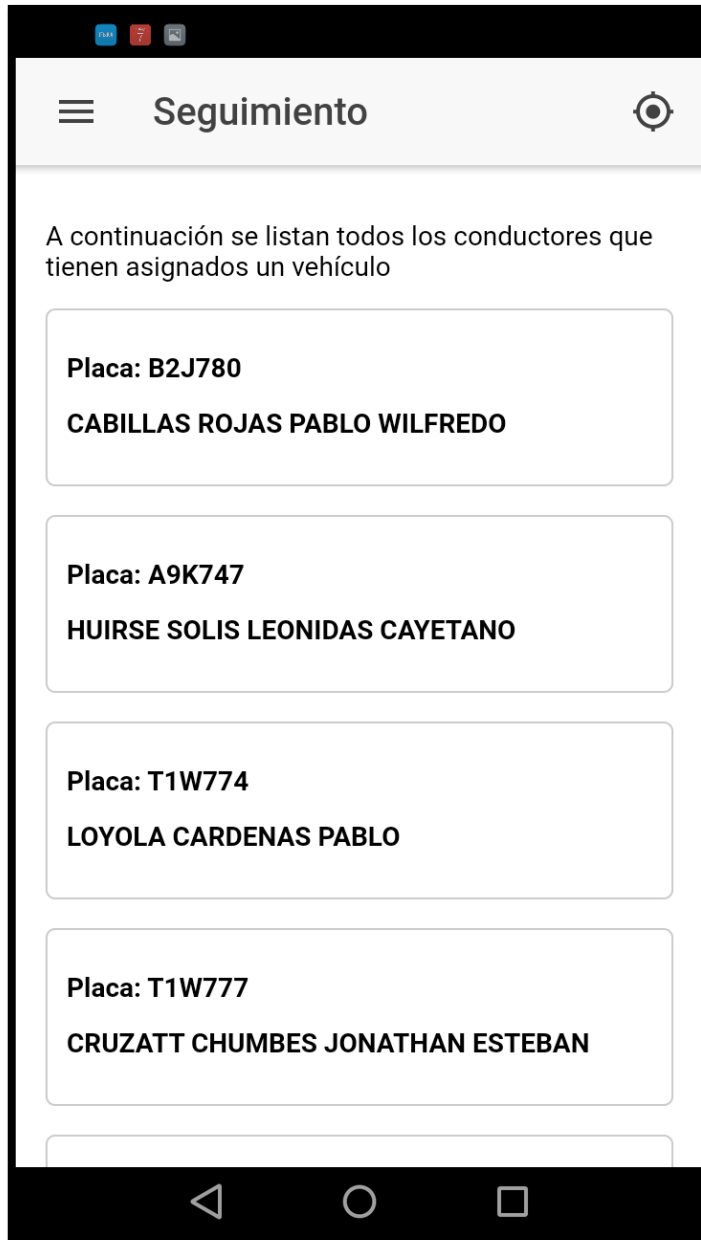 Seguimiento
A continuación se listan todos los conductores que
tienen asignados un vehículo
Placa: B2J780
CABILLAS ROJAS PABLO WILFREDO
Placa: A9K747
HUIRSE SOLIS LEONIDAS CAYETANO
Placa: T1W774
LOYOLA CARDENAS PABLO
Placa: T1W777
CRUZATT CHUMBES JONATHAN ESTEBAN